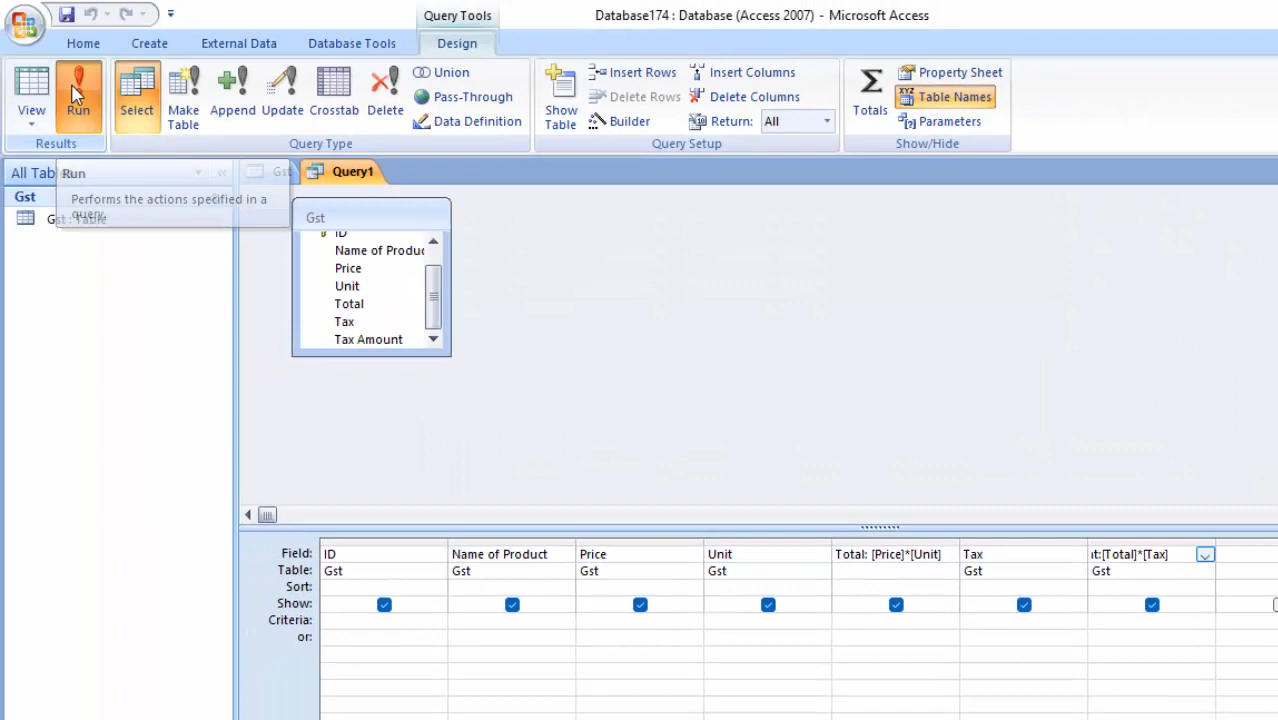 Query Tools
Database174 : Database (Access 2007) - Microsoft Access
Home Create External Data Database Tools Design
View Run Select Make Table Append Update Crosstab Delete
Union
Pass-Through
Data Definition
Show Table
Insert Rows
Delete Rows
Builder
Insert Columns
Delete Columns
Return: All
Totals
Property Sheet
Table Names
Parameters
Results Query Type Query Setup Show/Hide
All Tab
Run
Performs the actions specified in a
query.
Gst
Gst : Table
Gst Query1
Gst
ID
Name of Produc
Price
Unit
Total
Tax
Tax Amount
Field: ID Name of Product Price Unit Total: [Price]*[Unit] Tax ıt:[Total]*[Tax]
Table: Gst Gst Gst Gst Gst Gst
Sort:
Show:
Criteria:
or: